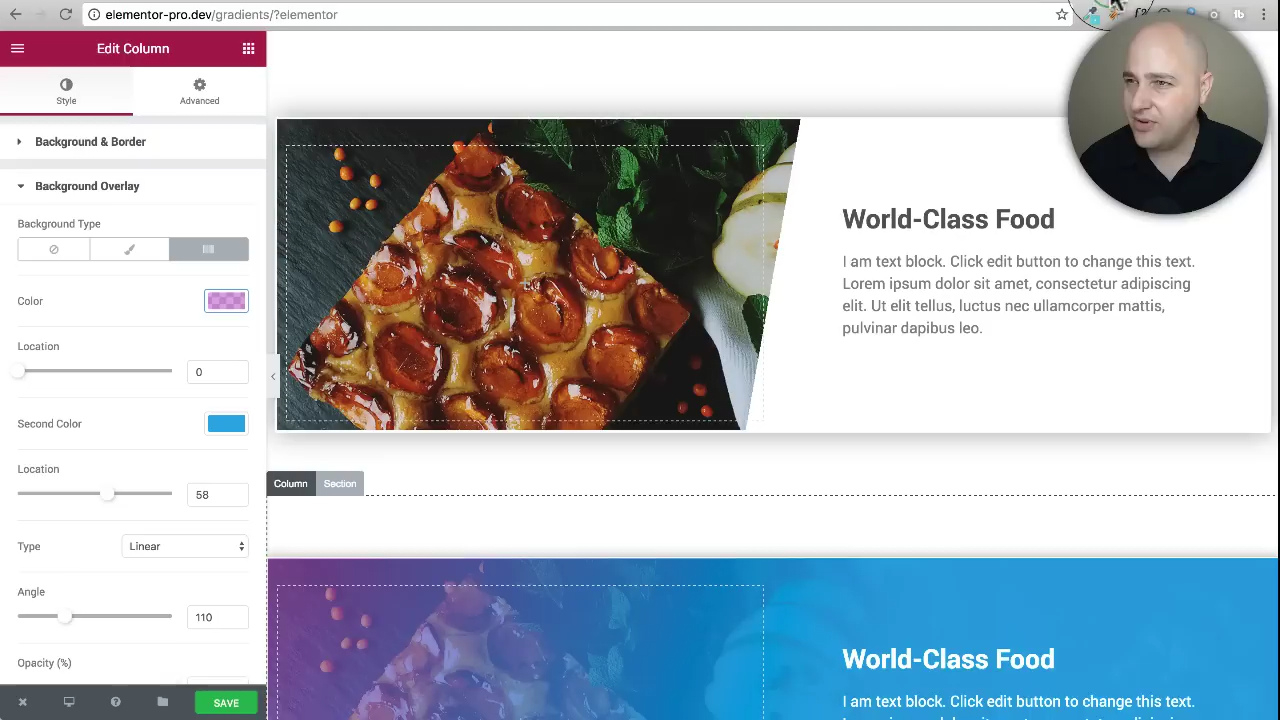 elementor-pro.dev/gradients/?elementor
Edit Column
Style
Advanced
Background & Border
Background Overlay
Background Type
Color
Location
0
Second Color
Location
58
Type
Linear
Angle
110
Opacity (%)
SAVE
World-Class Food
I am text block. Click edit button to change this text.
Lorem ipsum dolor sit amet, consectetur adipiscing
elit. Ut elit tellus, luctus nec ullamcorper mattis,
pulvinar dapibus leo.
Column
Section
World-Class Food
I am text block. Click edit button to change this text.